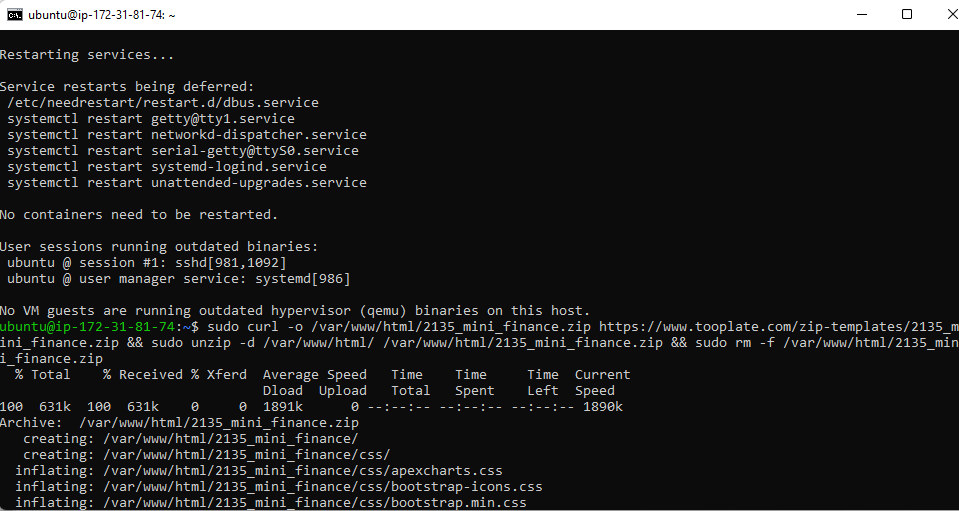 ubuntu@ip-172-31-81-74: ~
Restarting services...
Service restarts being deferred:
 /etc/needrestart/restart.d/dbus.service
 systemctl restart getty@tty1.service
 systemctl restart networkd-dispatcher.service
 systemctl restart serial-getty@ttyS0.service
 systemctl restart systemd-logind.service
 systemctl restart unattended-upgrades.service
No containers need to be restarted.
User sessions running outdated binaries:
 ubuntu @ session #1: sshd[981,1092]
 ubuntu @ user manager service: systemd[986]
No VM guests are running outdated hypervisor (qemu) binaries on this host.
ubuntu@ip-172-31-81-74:~$ sudo curl -o /var/www/html/2135_mini_finance.zip https://www.tooplate.com/zip-templates/2135_m
ini_finance.zip && sudo unzip -d /var/www/html/ /var/www/html/2135_mini_finance.zip && sudo rm -f /var/www/html/2135_min
i_finance.zip
  % Total    % Received % Xferd  Average Speed   Time    Time     Time  Current
                                 Dload  Upload   Total   Spent    Left  Speed
100  631k  100  631k    0     0  1891k      0 --:--:-- --:--:-- --:--:-- 1890k
Archive:  /var/www/html/2135_mini_finance.zip
   creating: /var/www/html/2135_mini_finance/
   creating: /var/www/html/2135_mini_finance/css/
  inflating: /var/www/html/2135_mini_finance/css/apexcharts.css
  inflating: /var/www/html/2135_mini_finance/css/bootstrap-icons.css
  inflating: /var/www/html/2135_mini_finance/css/bootstrap.min.css